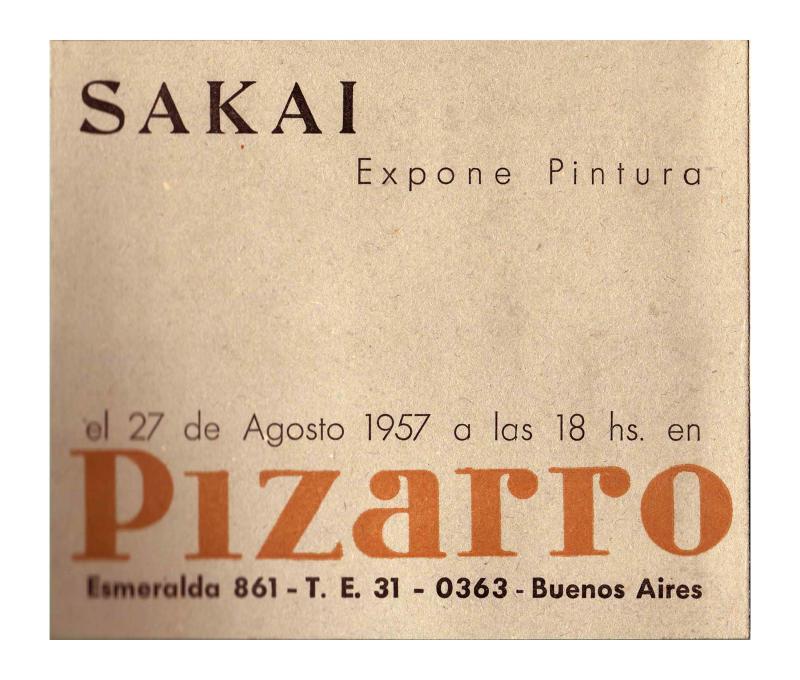 SAKAI
Expone Pintura
el 27 de Agosto 1957 a las 18 hs. en
Pizarro
Esmeralda 861 - T. E. 31 - 0363 - Buenos Aires